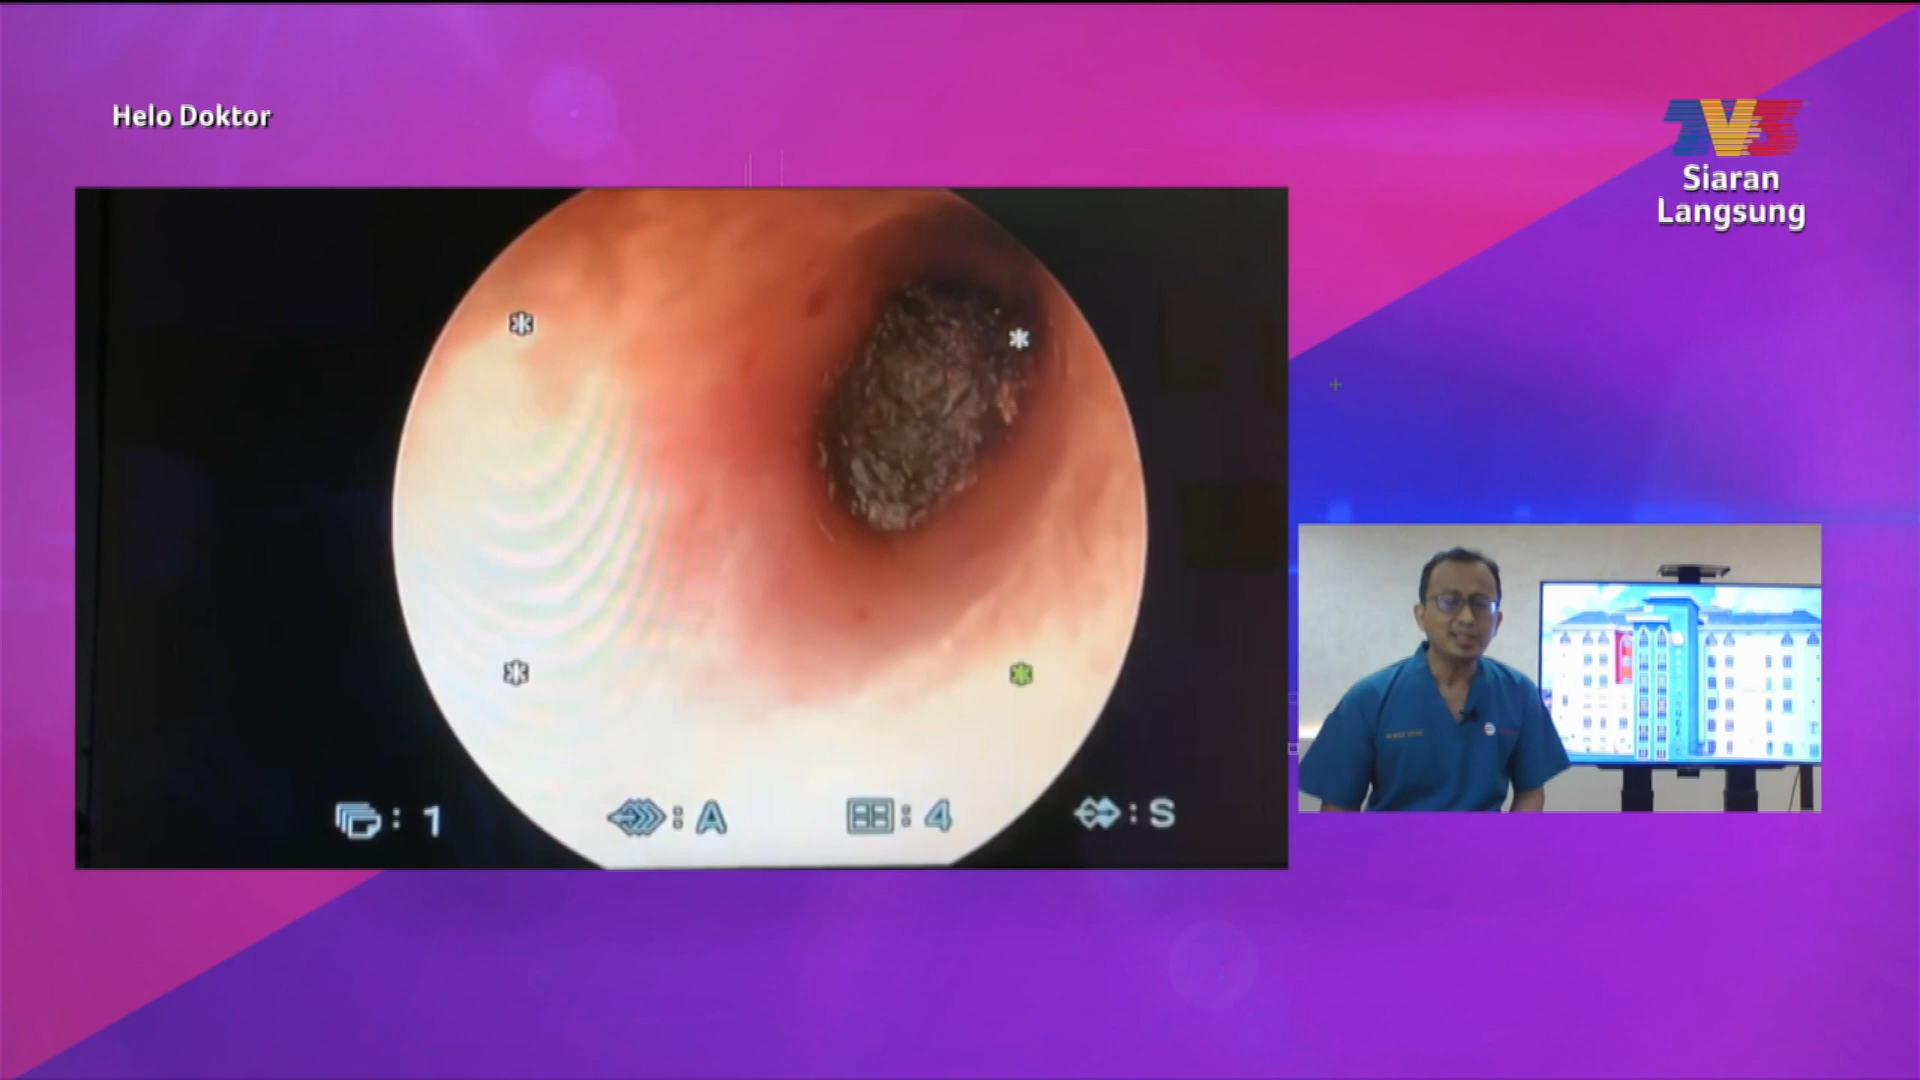 Helo Doktor
TV3
Siaran
Langsung
: 1
: A
: 4
: S